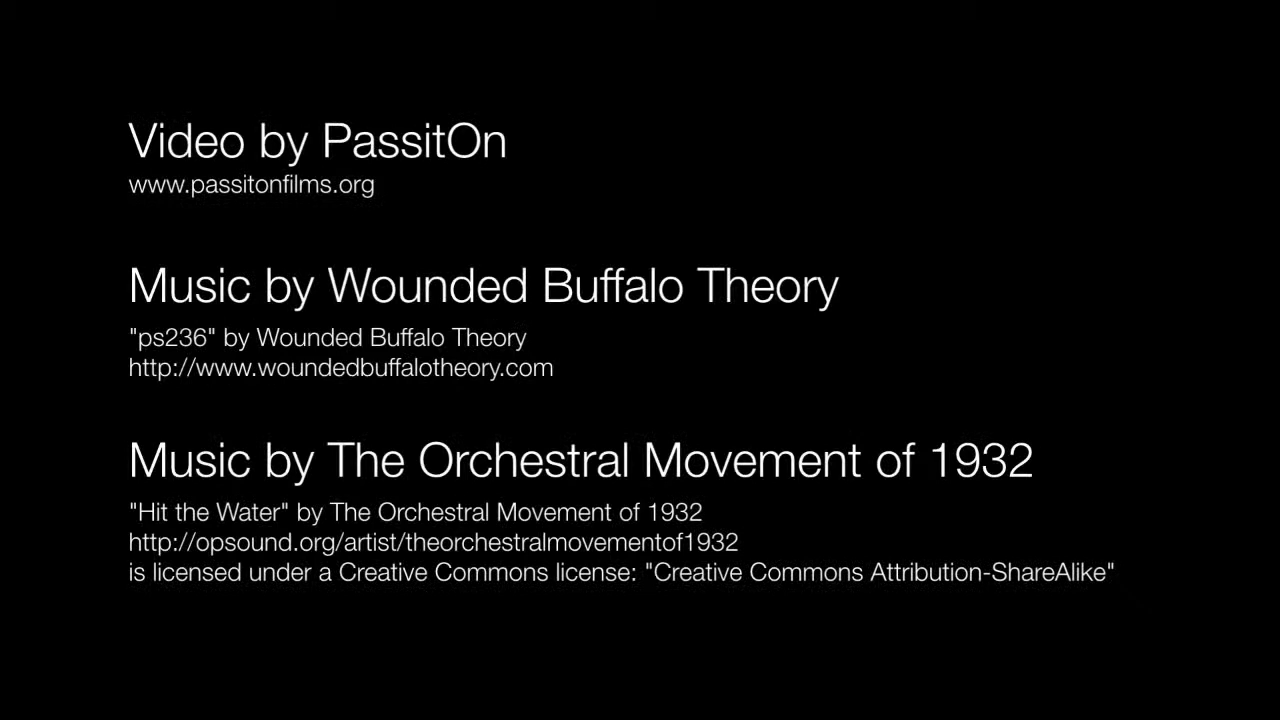 Video by PassitOn
www.passitonfilms.org
Music by Wounded Buffalo Theory
"ps236" by Wounded Buffalo Theory
http://www.woundedbuffalotheory.com
Music by The Orchestral Movement of 1932
"Hit the Water" by The Orchestral Movement of 1932
http://opsound.org/artist/theorchestralmovementof1932
is licensed under a Creative Commons license: "Creative Commons Attribution-ShareAlike"